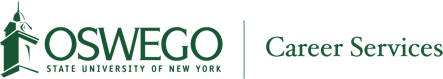 OSWEGO
STATE UNIVERSITY OF NEW YORK
Career Services